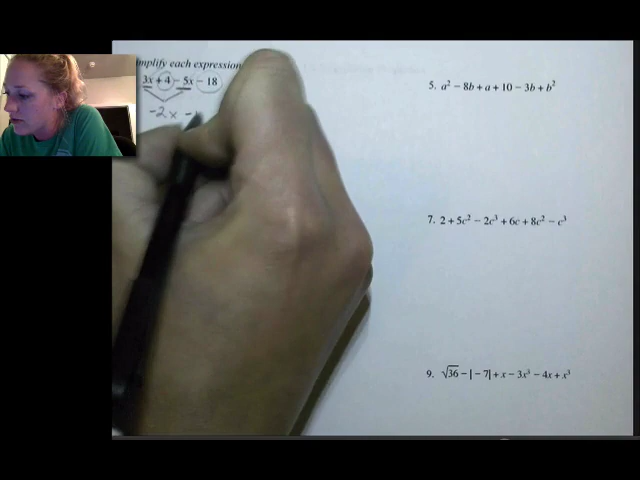 implify each expression
3x + 4 - 5x - 18
-2x -
5. a² - 8b + a + 10 - 3b + b²
7. 2 + 5c² - 2c³ + 6c + 8c² - c³
9. √36 - | - 7| + x - 3x³ - 4x + x³